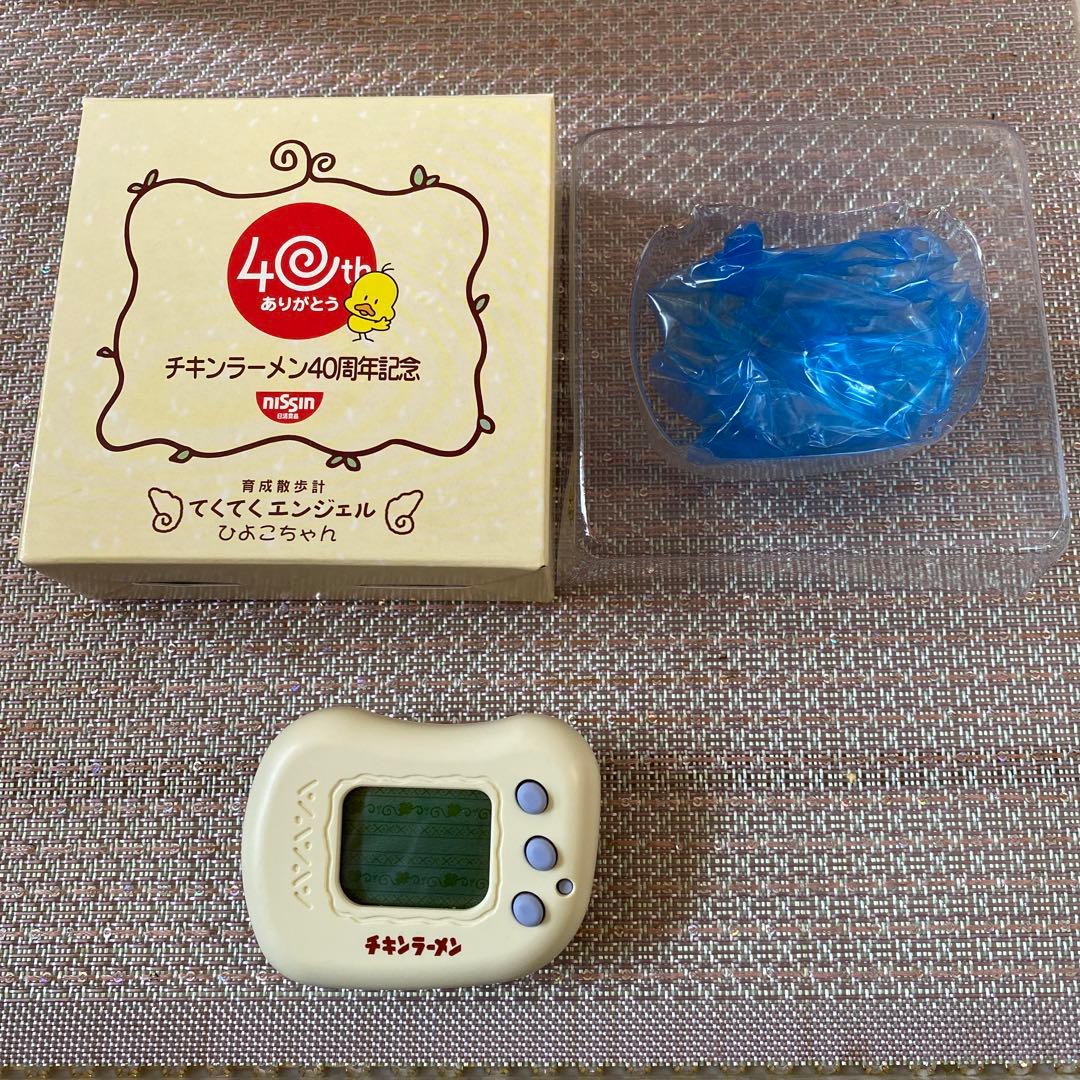 40th
ありがとう
チキンラーメン40周年記念
nissin
日清食品
育成散歩計
てくてくエンジェル
ひよこちゃん
チキンラーメン